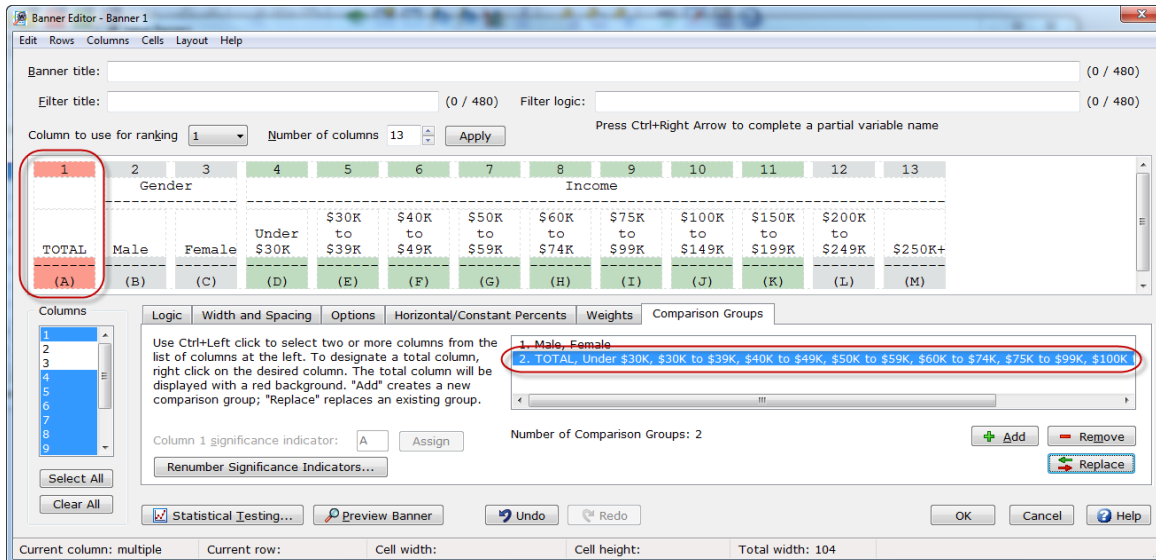 Banner Editor - Banner 1
Edit Rows Columns Cells Layout Help
Banner title: (0 / 480)
Filter title: (0 / 480) Filter logic: (0 / 480)
Column to use for ranking 1 Number of columns 13 Apply Press Ctrl+Right Arrow to complete a partial variable name
1 2 3 4 5 6 7 8 9 10 11 12 13
Gender Income
$30K $40K $50K $60K $75K $100K $150K $200K
Under to to to to to to to to
TOTAL Male Female $30K $39K $49K $59K $74K $99K $149K $199K $249K $250K+
(A) (B) (C) (D) (E) (F) (G) (H) (I) (J) (K) (L) (M)
Columns
1
2
3
4
5
6
7
8
9
Select All
Clear All
Logic Width and Spacing Options Horizontal/Constant Percents Weights Comparison Groups
Use Ctrl+Left click to select two or more columns from the
list of columns at the left. To designate a total column,
right click on the desired column. The total column will be
displayed with a red background. "Add" creates a new
comparison group; "Replace" replaces an existing group.
1. Male, Female
2. TOTAL, Under $30K, $30K to $39K, $40K to $49K, $50K to $59K, $60K to $74K, $75K to $99K, $100K
Column 1 significance indicator: A Assign
Number of Comparison Groups: 2
Add Remove
Renumber Significance Indicators...
Replace
Statistical Testing... Preview Banner Undo Redo OK Cancel Help
Current column: multiple Current row: Cell width: Cell height: Total width: 104